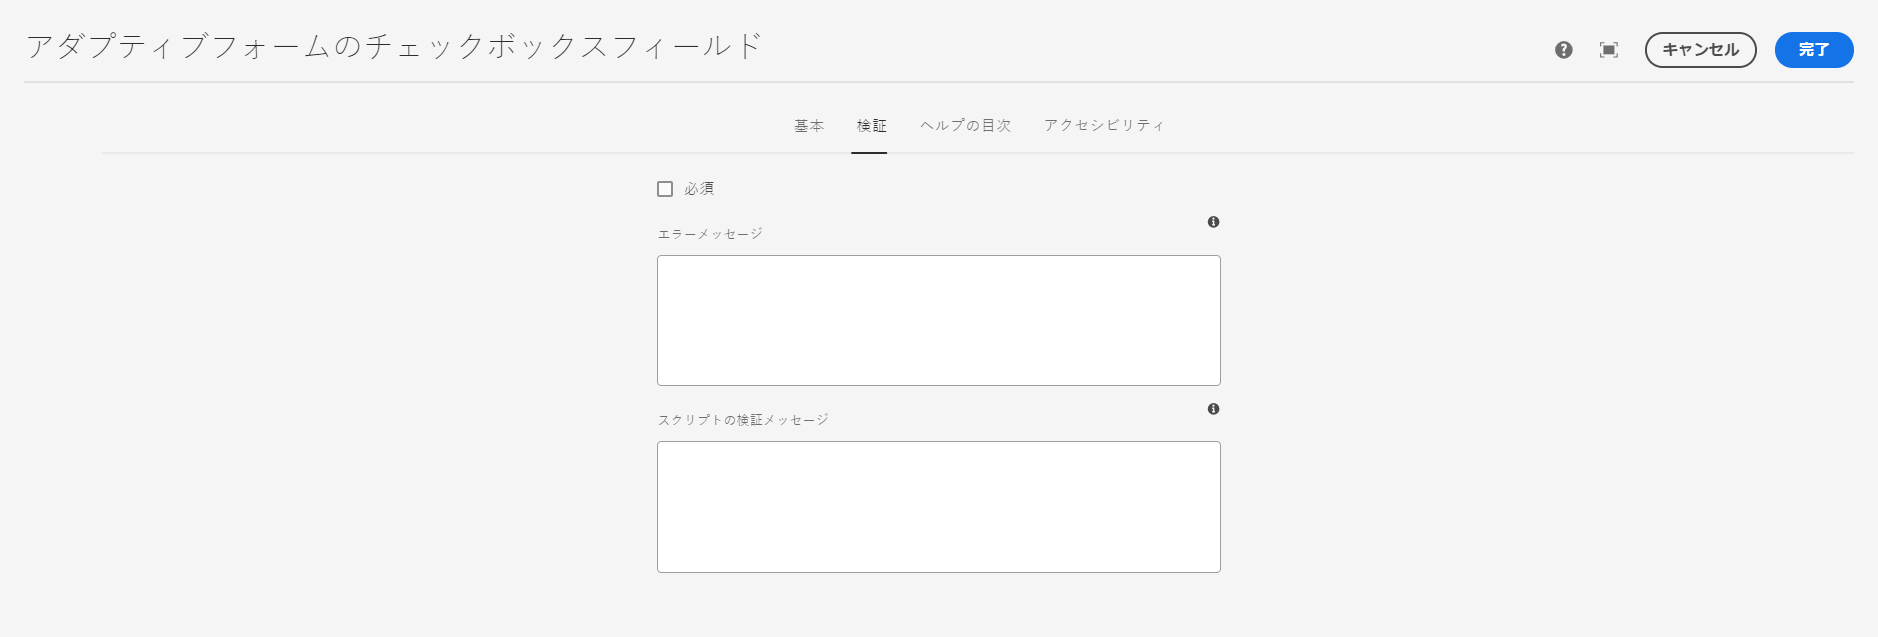 アダプティブフォームのチェックボックスフィールド
キャンセル
完了
基本 検証 ヘルプの目次 アクセシビリティ
必須
エラーメッセージ
スクリプトの検証メッセージ